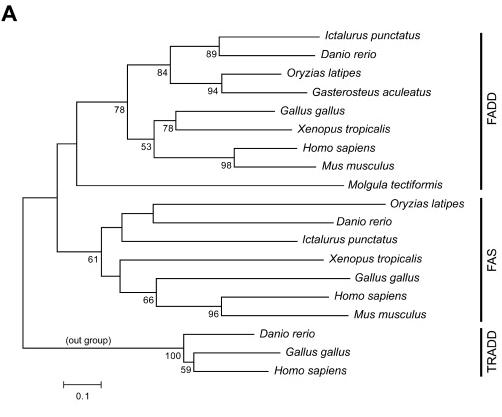 A
Ictalurus punctatus
89
Danio rerio
84
Oryzias latipes
94
Gasterosteus aculeatus
78
Gallus gallus
78
Xenopus tropicalis
53
Homo sapiens
98
Mus musculus
Molgula tectiformis
FADD
Oryzias latipes
Danio rerio
Ictalurus punctatus
61
Xenopus tropicalis
Gallus gallus
66
Homo sapiens
96
Mus musculus
FAS
(out group)
Danio rerio
100
Gallus gallus
59
Homo sapiens
TRADD
0.1